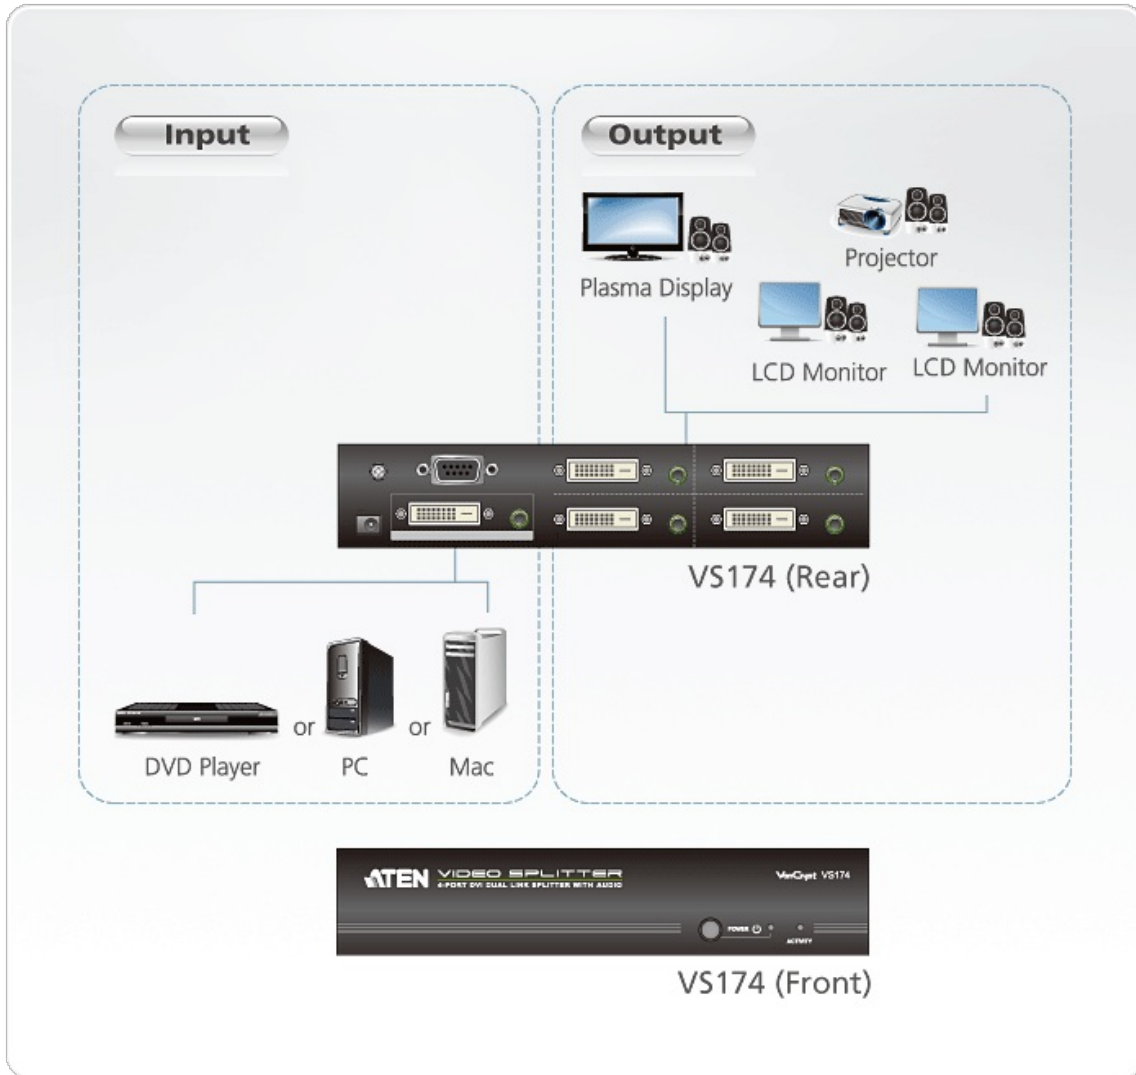 Input
Output
Plasma Display
Projector
LCD Monitor
LCD Monitor
VS174 (Rear)
or
or
DVD Player
PC
Mac
ATEN VIDEO SPLITTER
4-PORT DVI DUAL LINK SPLITTER WITH AUDIO
VanCryst VS174
POWER
ACTIVITY
VS174 (Front)